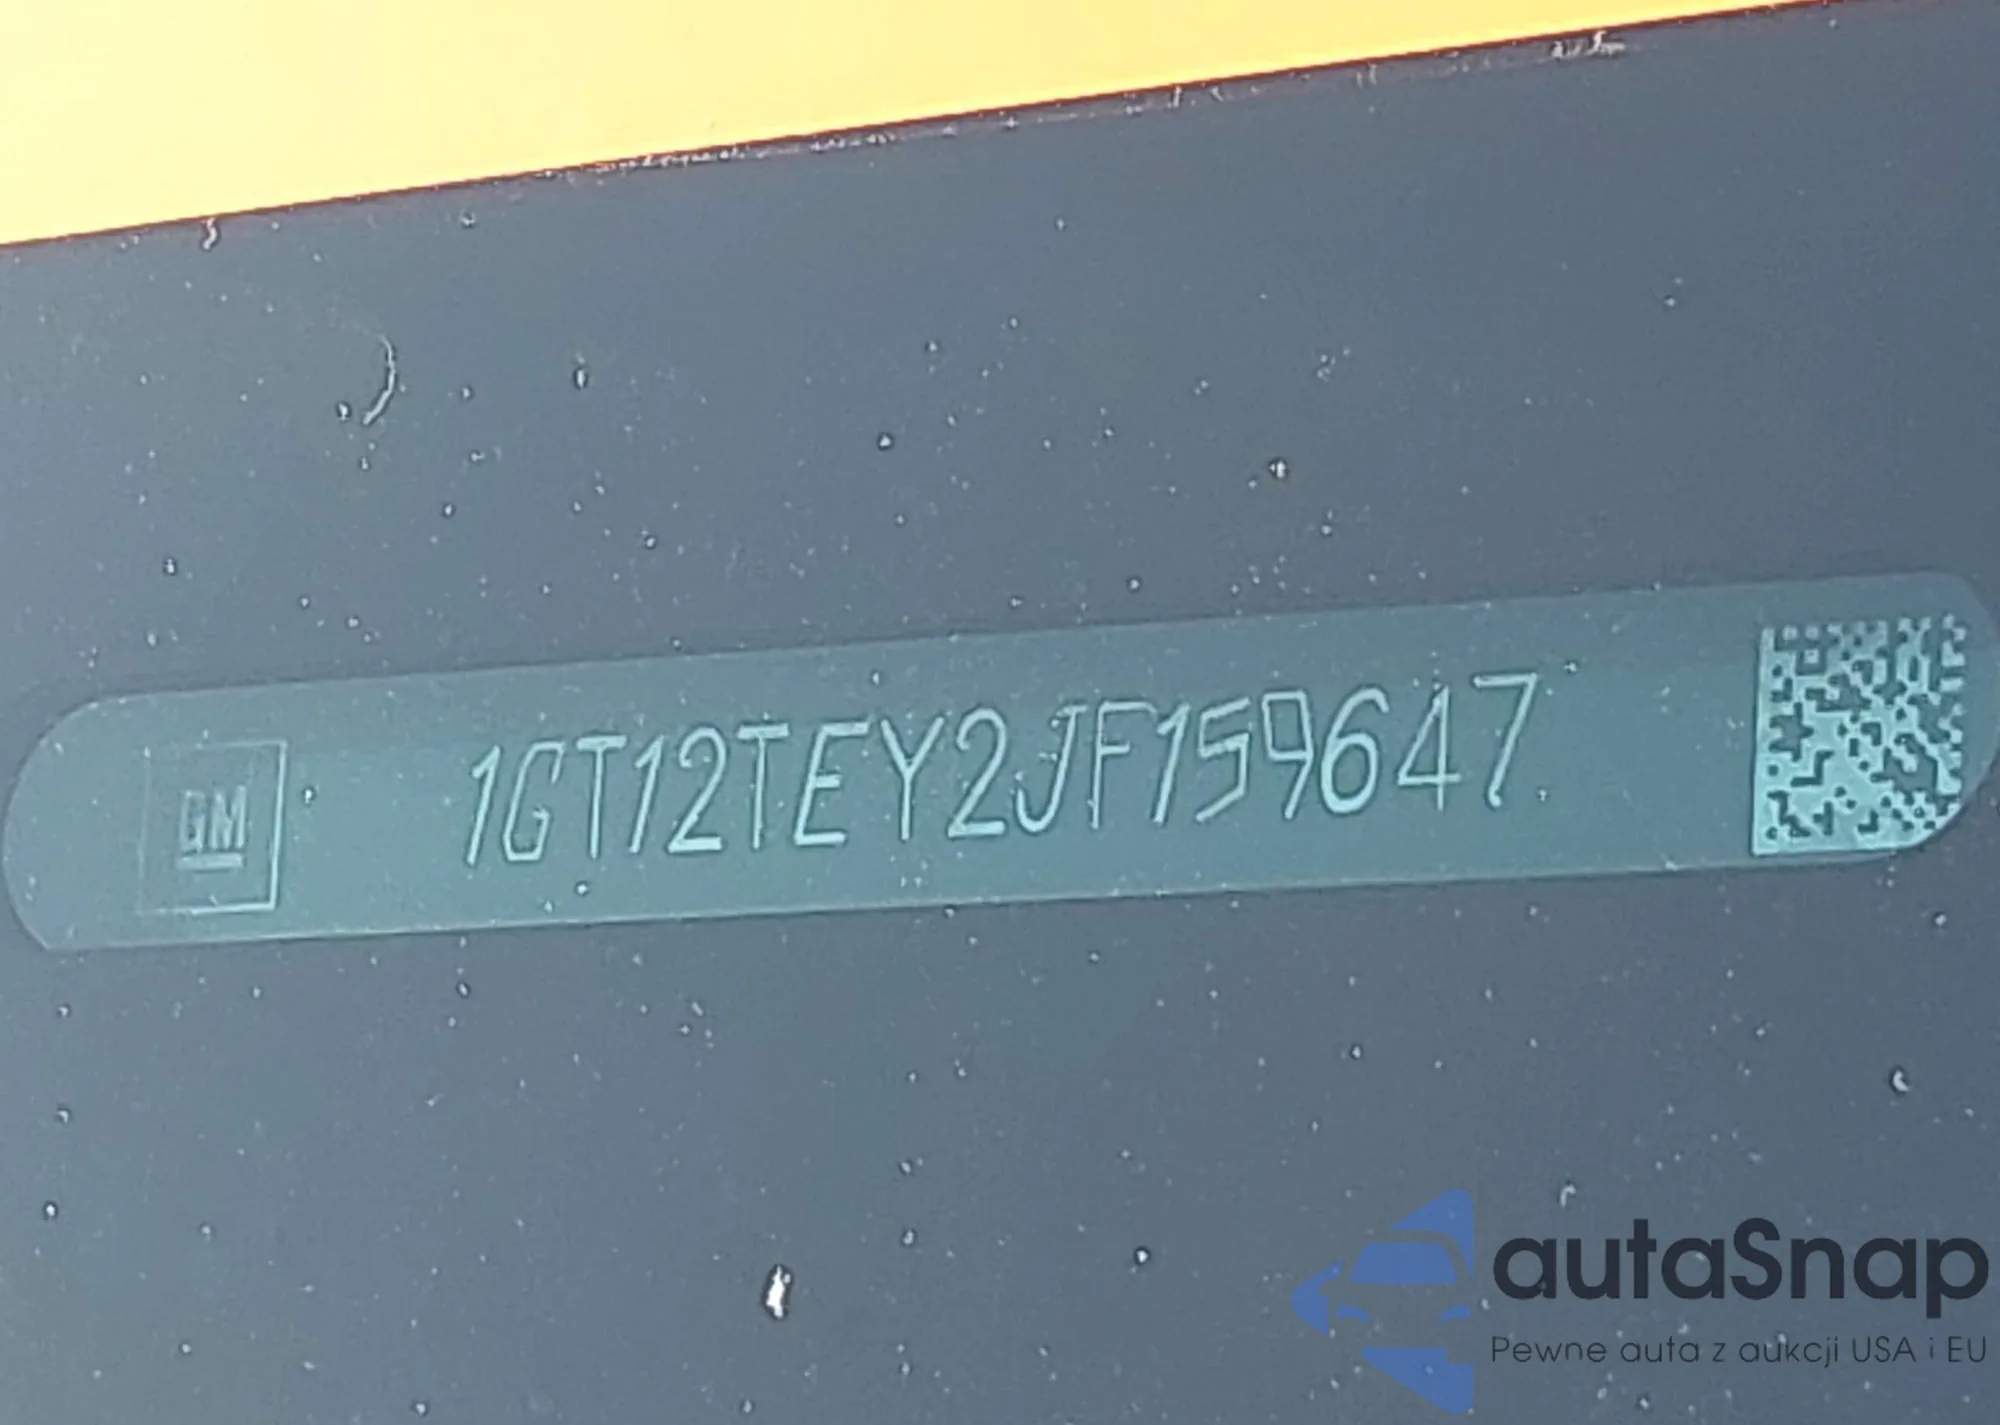 GM 1GT12TEY2JF159647
autaSnap
Pewne auta z aukcji USA i EU